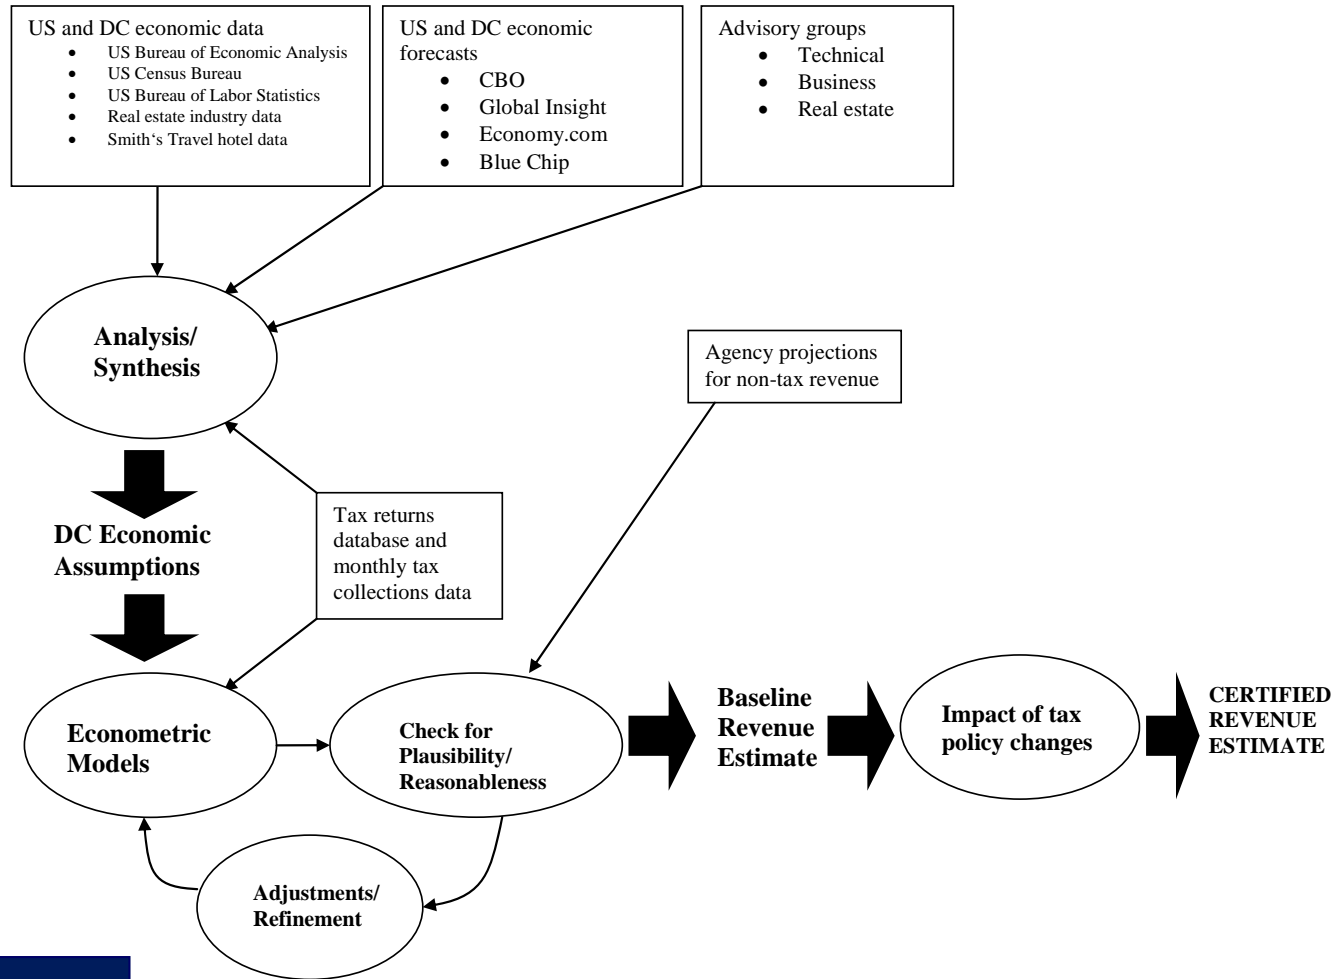 US and DC economic data
• US Bureau of Economic Analysis
• US Census Bureau
• US Bureau of Labor Statistics
• Real estate industry data
• Smith‘s Travel hotel data
US and DC economic
forecasts
• CBO
• Global Insight
• Economy.com
• Blue Chip
Advisory groups
• Technical
• Business
• Real estate
Analysis/
Synthesis
Agency projections
for non-tax revenue
DC Economic
Assumptions
Tax returns
database and
monthly tax
collections data
Econometric
Models
Check for
Plausibility/
Reasonableness
Baseline
Revenue
Estimate
Impact of tax
policy changes
CERTIFIED
REVENUE
ESTIMATE
Adjustments/
Refinement